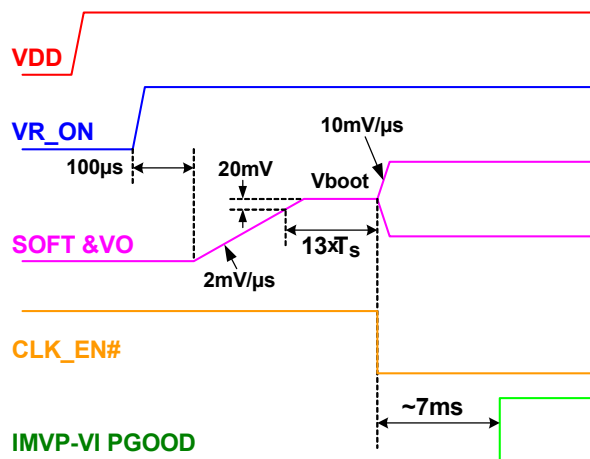 VDD
VR_ON
10mV/µs
100µs
20mV
Vboot
SOFT &VO
2mV/µs
13xTs
CLK_EN#
~7ms
IMVP-VI PGOOD